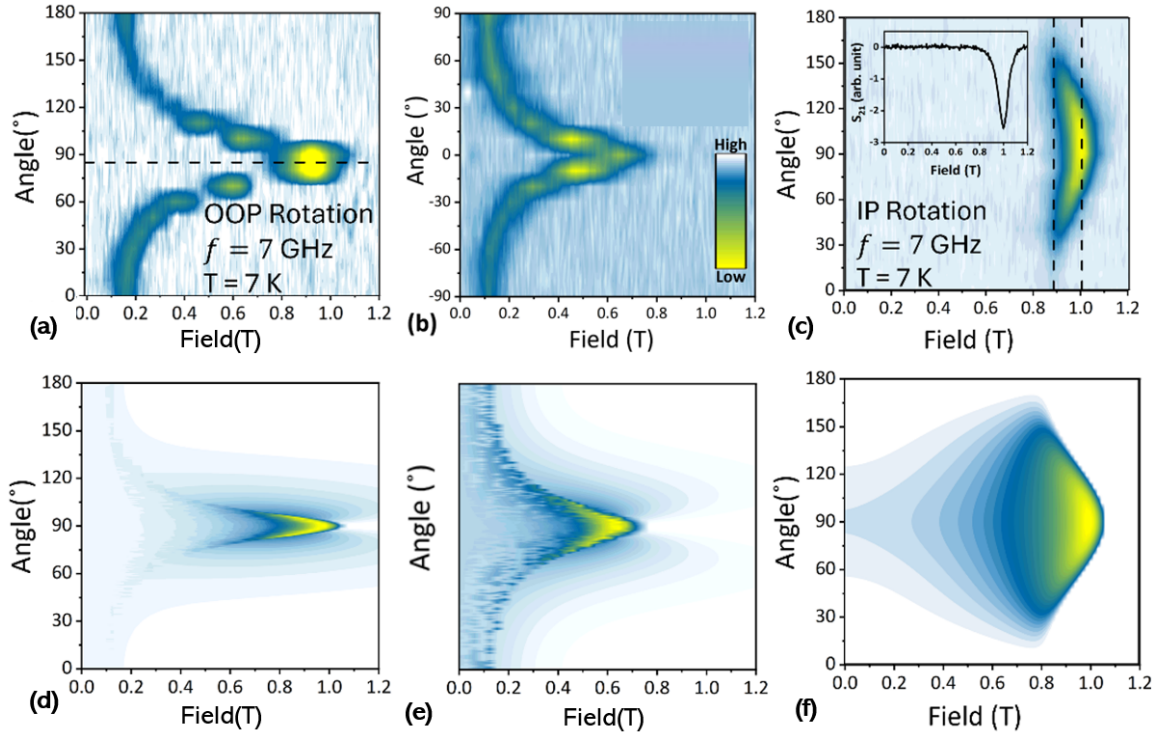 180
150
120
90
60
30
0
Angle(°)
OOP Rotation
f = 7 GHz
T = 7 K
0.0 0.2 0.4 0.6 0.8 1.0 1.2
(a)
Field(T)
90
60
30
0
-30
-60
-90
Angle (°)
High
Low
0.0 0.2 0.4 0.6 0.8 1.0 1.2
(b)
Field (T)
180
150
120
90
60
30
0
Angle(°)
0
-1
-2
-3
S21 (arb. unit)
0 0.2 0.4 0.6 0.8 1.0 1.2
Field (T)
IP Rotation
f = 7 GHz
T = 7 K
0.0 0.2 0.4 0.6 0.8 1.0 1.2
(c)
Field (T)
180
150
120
90
60
30
0
Angle(°)
0.0 0.2 0.4 0.6 0.8 1.0 1.2
(d)
Field(T)
Angle (°)
0.0 0.2 0.4 0.6 0.8 1.0 1.2
(e)
Field(T)
180
150
120
90
60
30
0
Angle(°)
0.0 0.2 0.4 0.6 0.8 1.0 1.2
(f)
Field (T)